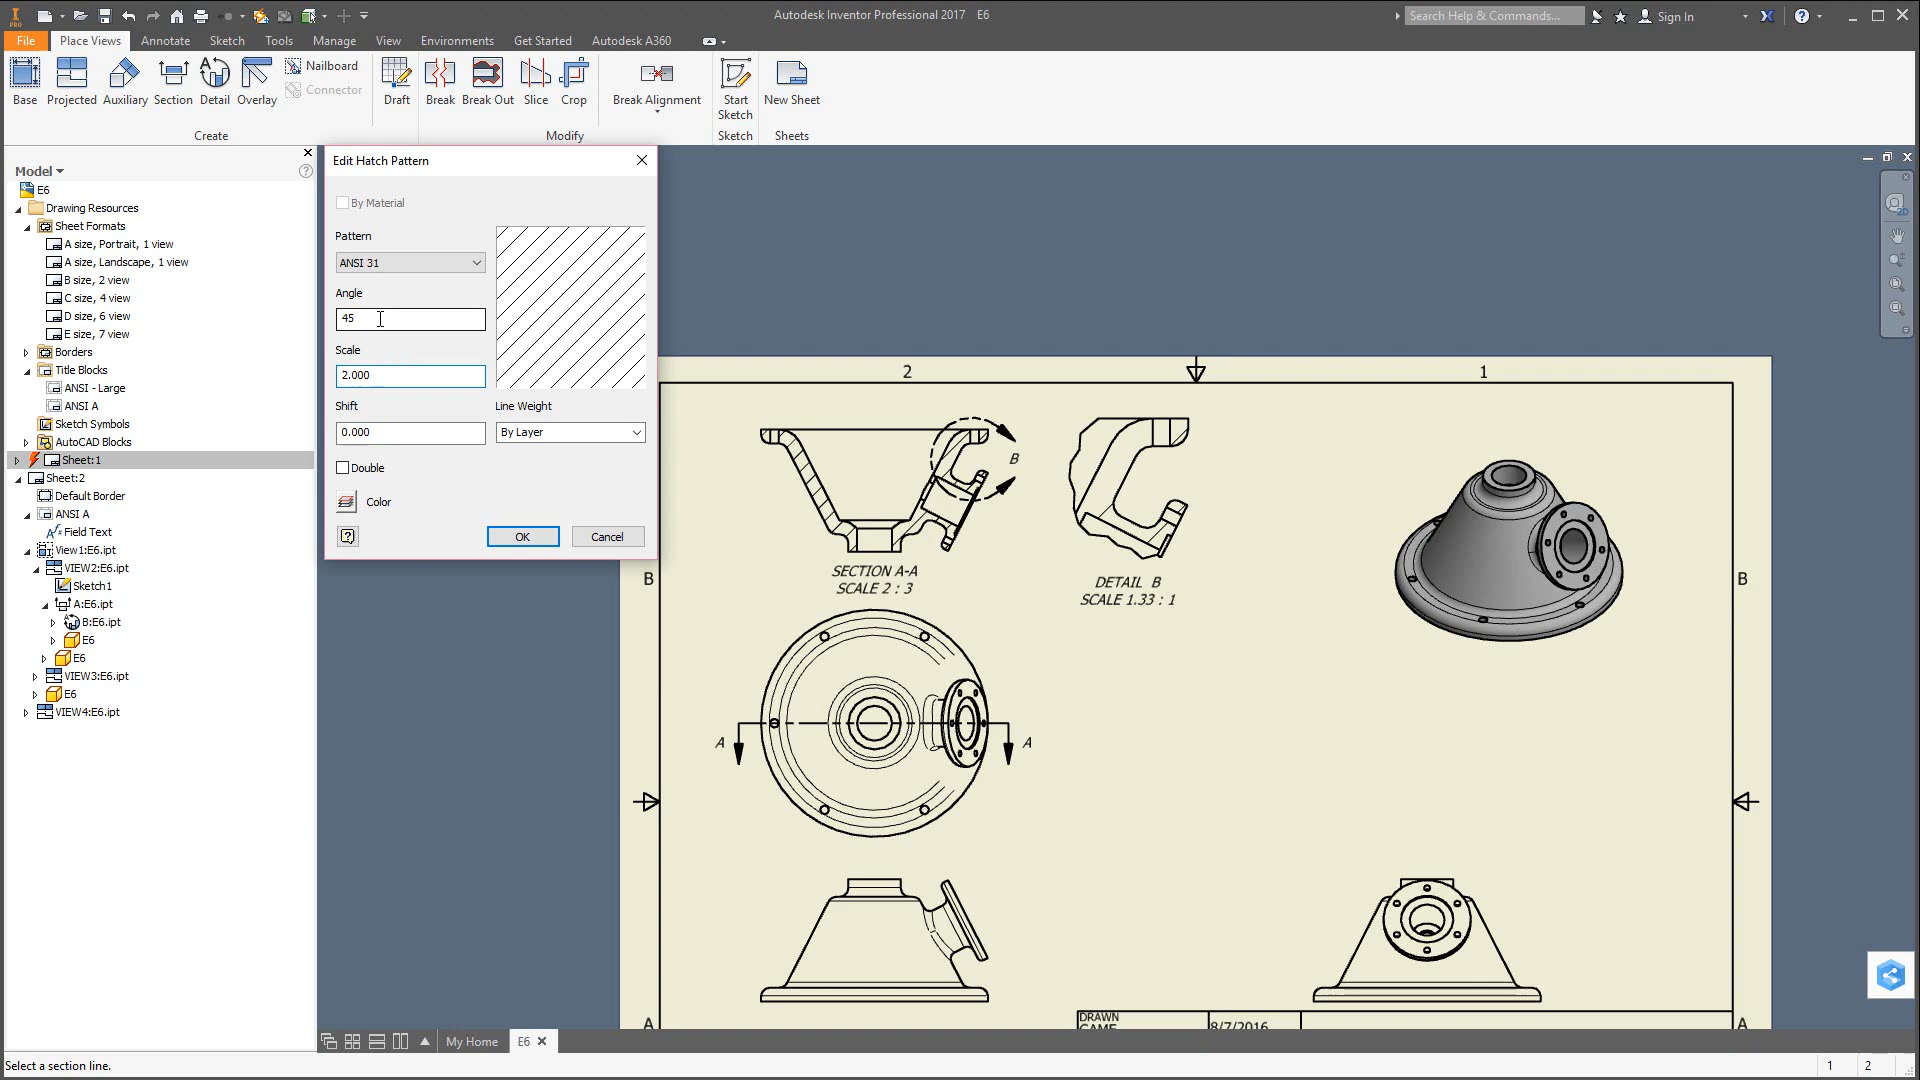 PRO
Autodesk Inventor Professional 2017 E6
Search Help & Commands...
Sign In
File Place Views Annotate Sketch Tools Manage View Environments Get Started Autodesk A360
Base Projected Auxiliary Section Detail Overlay
Nailboard
Connector
Draft Break Break Out Slice Crop Break Alignment Start Sketch New Sheet
Create Modify Sketch Sheets
Model
E6
Drawing Resources
Sheet Formats
A size, Portrait, 1 view
A size, Landscape, 1 view
B size, 2 view
C size, 4 view
D size, 6 view
E size, 7 view
Borders
Title Blocks
ANSI - Large
ANSI A
Sketch Symbols
AutoCAD Blocks
Sheet:1
Sheet:2
Default Border
ANSI A
Field Text
View1:E6.ipt
VIEW2:E6.ipt
Sketch1
A:E6.ipt
B:E6.ipt
E6
E6
VIEW3:E6.ipt
E6
VIEW4:E6.ipt
Edit Hatch Pattern
By Material
Pattern
ANSI 31
Angle
45
Scale
2.000
Shift
0.000
Line Weight
By Layer
Double
Color
OK Cancel
2D
2 1
B
SECTION A-A
SCALE 2 : 3
DETAIL B
SCALE 1.33 : 1
B B
A A
A A
DRAWN
GAME
8/7/2016
My Home E6
Select a section line.
1 2